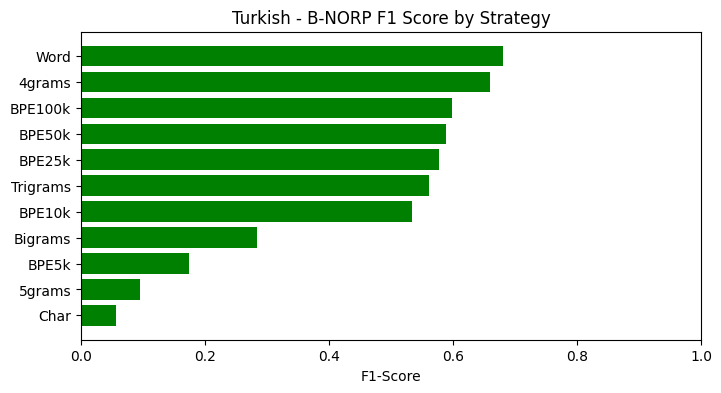 Turkish - B-NORP F1 Score by Strategy
Word
4grams
BPE100k
BPE50k
BPE25k
Trigrams
BPE10k
Bigrams
BPE5k
5grams
Char
0.0 0.2 0.4 0.6 0.8 1.0
F1-Score